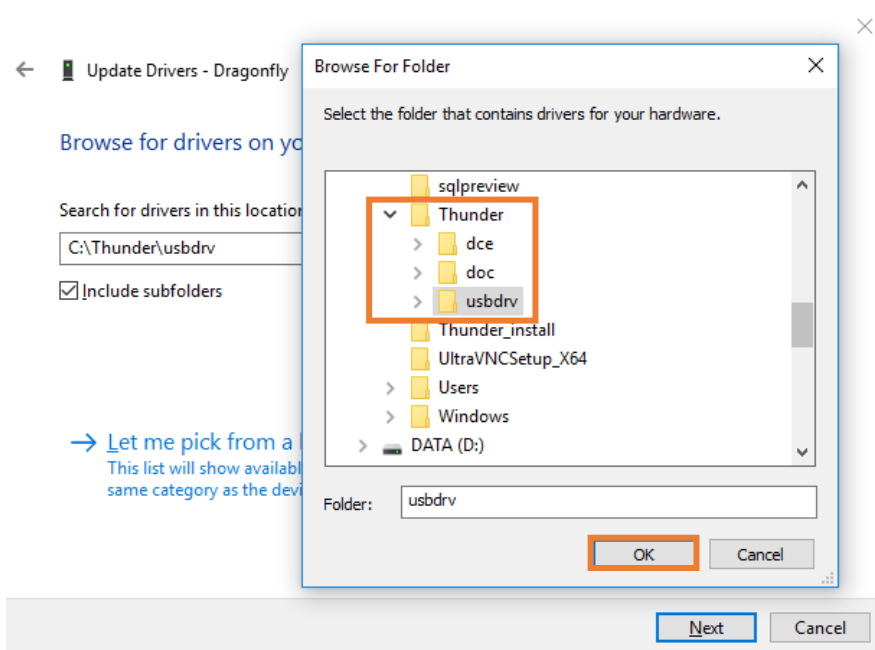 Update Drivers - Dragonfly
Browse for drivers on yo
Search for drivers in this location
C:\Thunder\usbdrv
Include subfolders
Let me pick from a l
This list will show availabl
same category as the devi
Browse For Folder
Select the folder that contains drivers for your hardware.
sqlpreview
Thunder
dce
doc
usbdrv
Thunder_install
UltraVNCSetup_X64
Users
Windows
DATA (D:)
Folder:
usbdrv
OK
Cancel
Next
Cancel